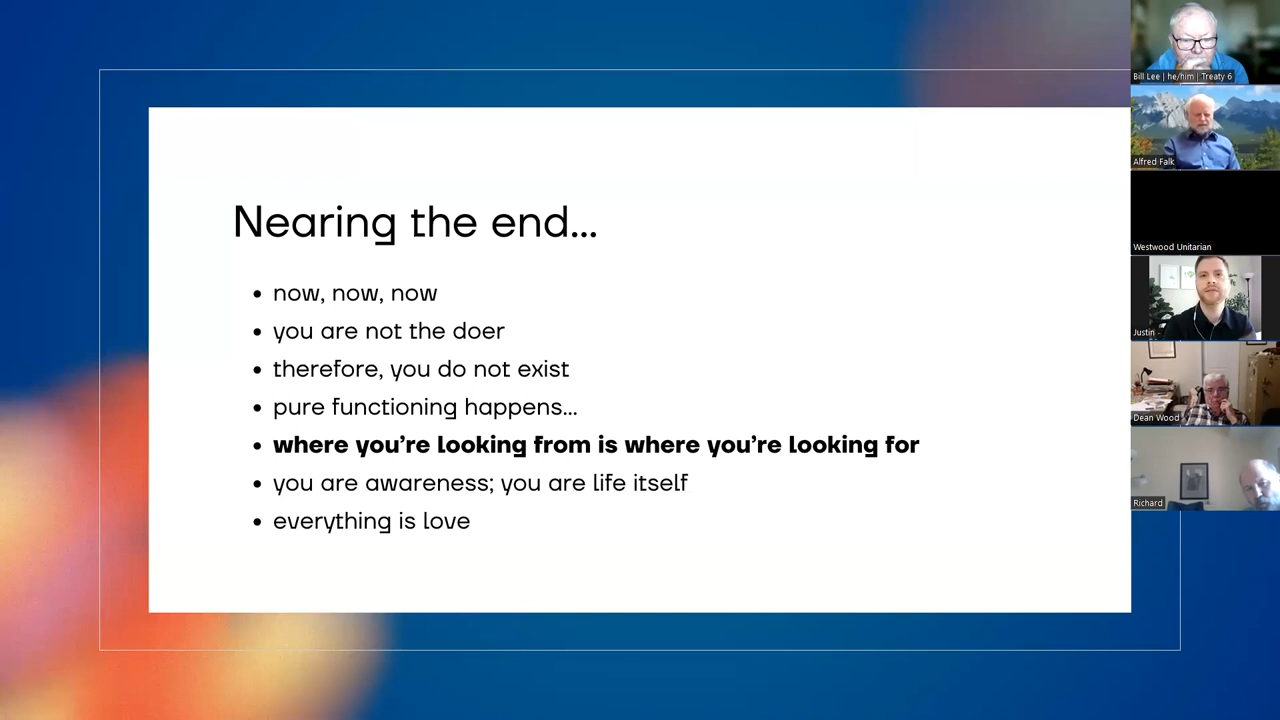 Nearing the end...
now, now, now
you are not the doer
therefore, you do not exist
pure functioning happens...
where you're looking from is where you're looking for
you are awareness; you are life itself
everything is love
Bill Lee | he/him | Treaty 6
Alfred Falk
Westwood Unitarian
Justin -
Dean Wood
Richard